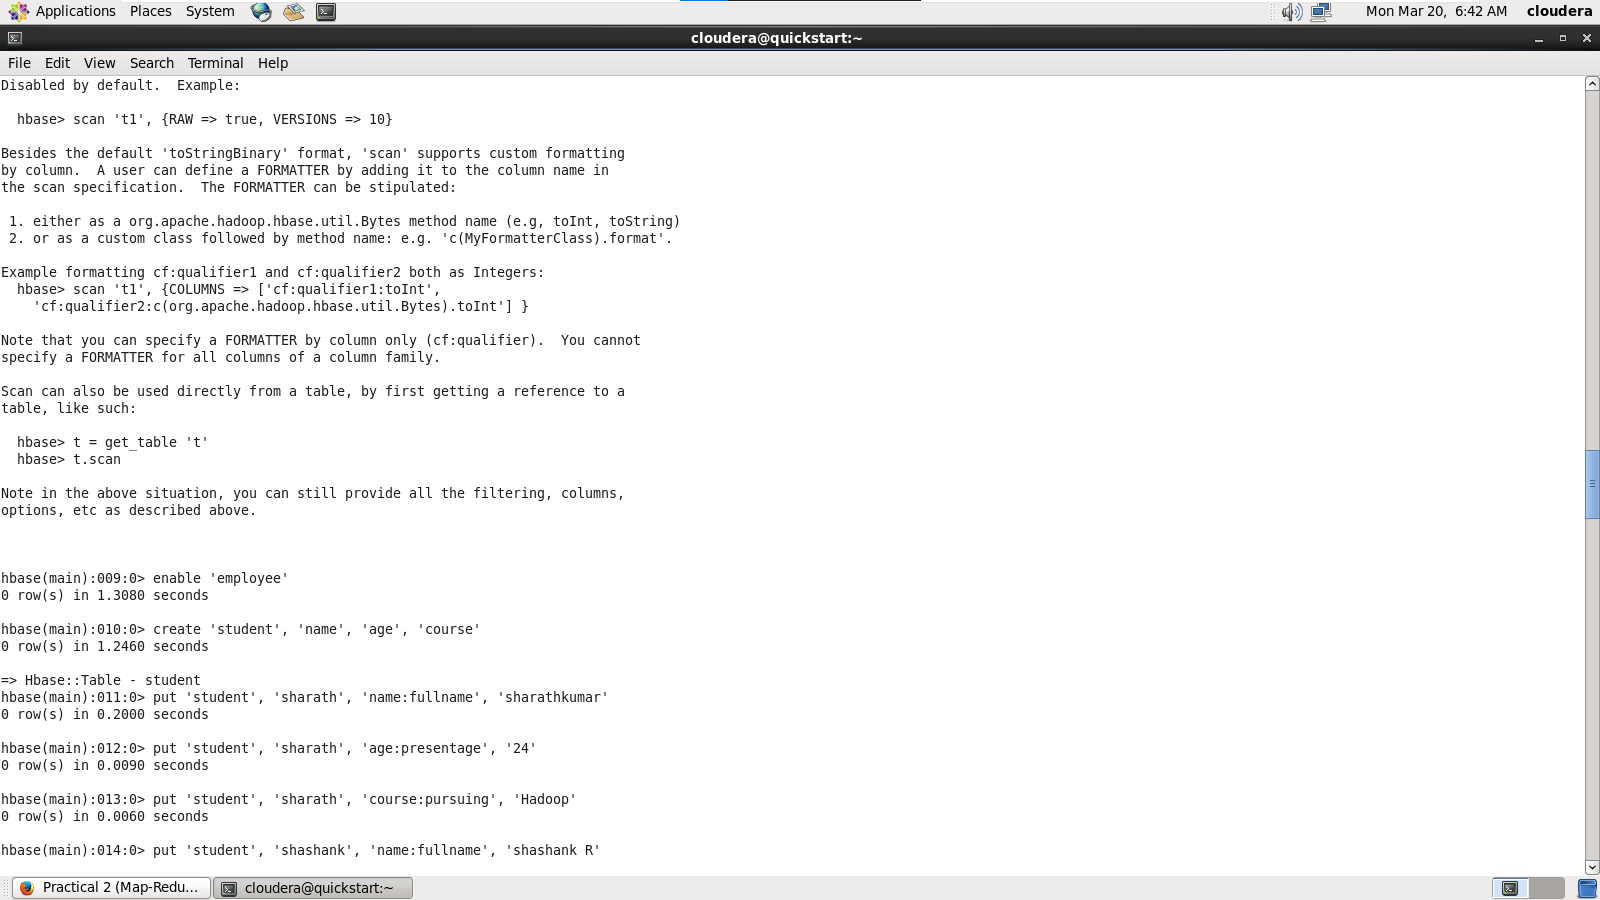 Applications Places System Mon Mar 20, 6:42 AM cloudera
cloudera@quickstart:~
File Edit View Search Terminal Help
Disabled by default.  Example:
hbase> scan 't1', {RAW => true, VERSIONS => 10}
Besides the default 'toStringBinary' format, 'scan' supports custom formatting
by column.  A user can define a FORMATTER by adding it to the column name in
the scan specification.  The FORMATTER can be stipulated:
1. either as a org.apache.hadoop.hbase.util.Bytes method name (e.g, toInt, toString)
2. or as a custom class followed by method name: e.g. 'c(MyFormatterClass).format'.
Example formatting cf:qualifier1 and cf:qualifier2 both as Integers:
hbase> scan 't1', {COLUMNS => ['cf:qualifier1:toInt',
'cf:qualifier2:c(org.apache.hadoop.hbase.util.Bytes).toInt'] }
Note that you can specify a FORMATTER by column only (cf:qualifier).  You cannot
specify a FORMATTER for all columns of a column family.
Scan can also be used directly from a table, by first getting a reference to a
table, like such:
hbase> t = get_table 't'
hbase> t.scan
Note in the above situation, you can still provide all the filtering, columns,
options, etc as described above.
hbase(main):009:0> enable 'employee'
0 row(s) in 1.3080 seconds
hbase(main):010:0> create 'student', 'name', 'age', 'course'
0 row(s) in 1.2460 seconds
=> Hbase::Table - student
hbase(main):011:0> put 'student', 'sharath', 'name:fullname', 'sharathkumar'
0 row(s) in 0.2000 seconds
hbase(main):012:0> put 'student', 'sharath', 'age:presentage', '24'
0 row(s) in 0.0090 seconds
hbase(main):013:0> put 'student', 'sharath', 'course:pursuing', 'Hadoop'
0 row(s) in 0.0060 seconds
hbase(main):014:0> put 'student', 'shashank', 'name:fullname', 'shashank R'
Practical 2 (Map-Redu... cloudera@quickstart:~